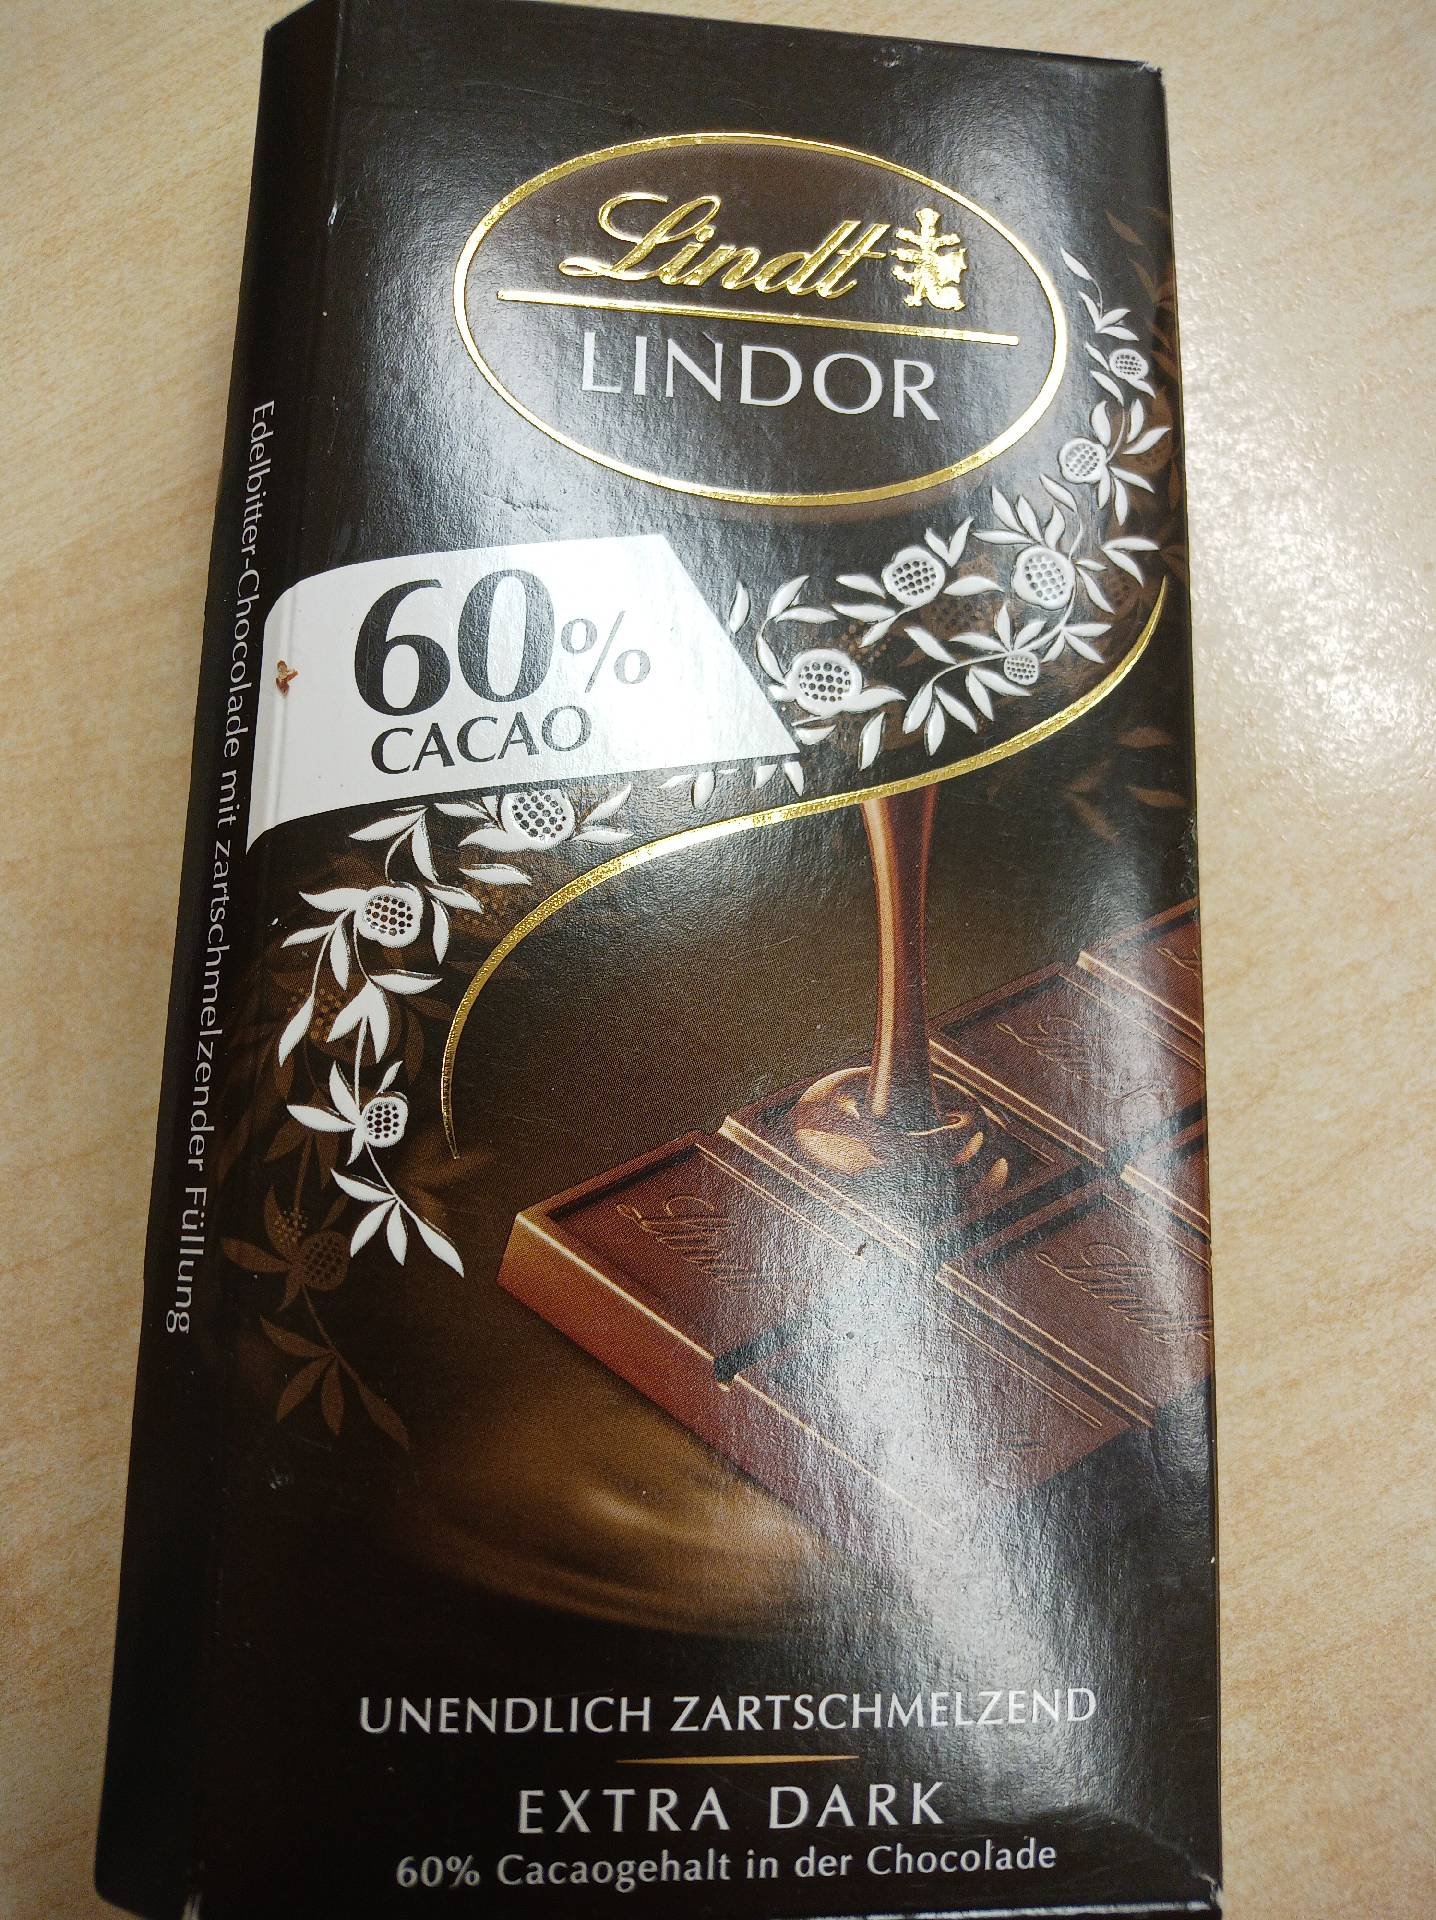 Lindt
LINDOR
60%
CACAO
Edelbitter-Chocolade mit zartschmelzender Füllung
Lindt
Lindt
Lindt
UNENDLICH ZARTSCHMELZEND
EXTRA DARK
60% Cacaogehalt in der Chocolade